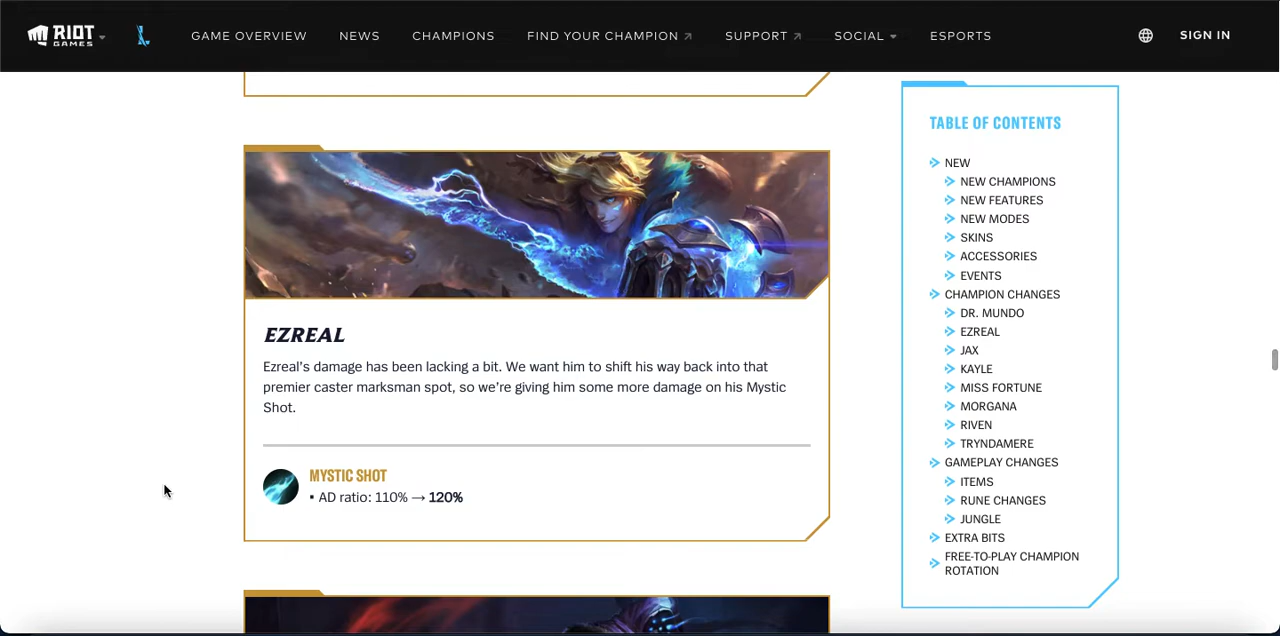 RIOT
GAMES
GAME OVERVIEW
NEWS
CHAMPIONS
FIND YOUR CHAMPION
SUPPORT
SOCIAL
ESPORTS
SIGN IN
EZREAL
Ezreal's damage has been lacking a bit. We want him to shift his way back into that
premier caster marksman spot, so we're giving him some more damage on his Mystic
Shot.
MYSTIC SHOT
• AD ratio: 110% → 120%
TABLE OF CONTENTS
NEW
NEW CHAMPIONS
NEW FEATURES
NEW MODES
SKINS
ACCESSORIES
EVENTS
CHAMPION CHANGES
DR. MUNDO
EZREAL
JAX
KAYLE
MISS FORTUNE
MORGANA
RIVEN
TRYNDAMERE
GAMEPLAY CHANGES
ITEMS
RUNE CHANGES
JUNGLE
EXTRA BITS
FREE-TO-PLAY CHAMPION
ROTATION